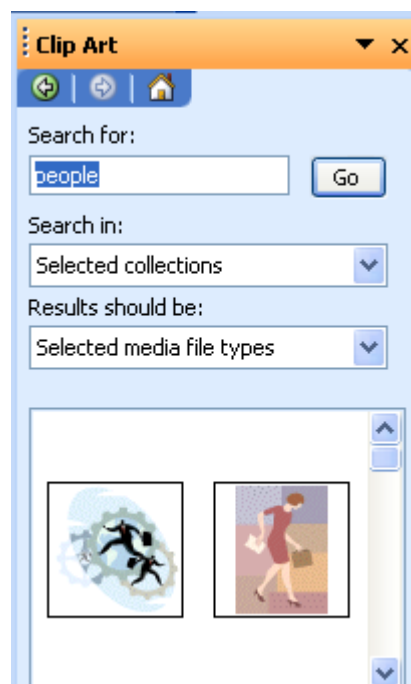 Clip Art
Search for:
people
Go
Search in:
Selected collections
Results should be:
Selected media file types